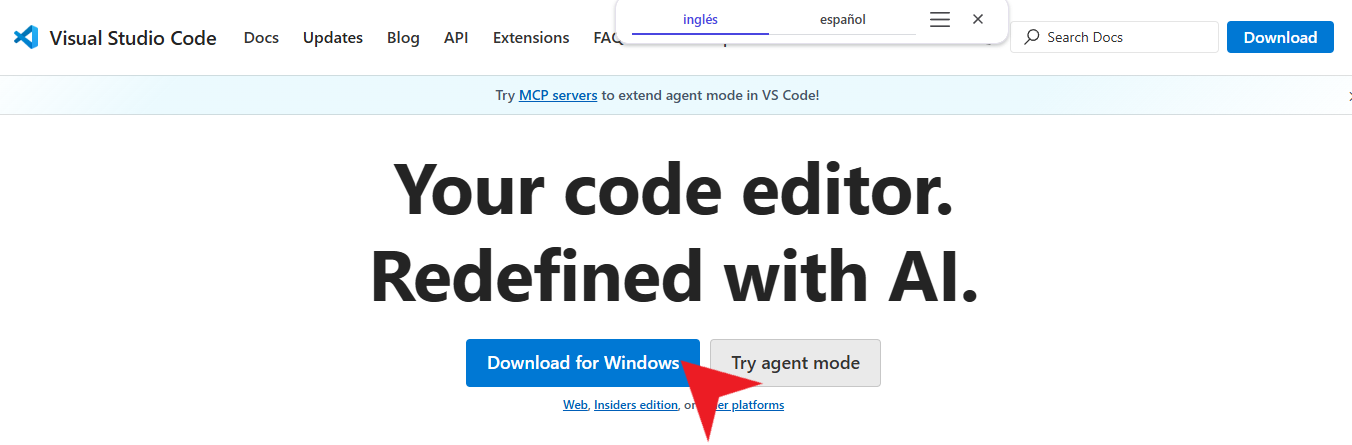 inglés español
Visual Studio Code Docs Updates Blog API Extensions FAQ Search Docs Download
Try MCP servers to extend agent mode in VS Code!
Your code editor.
Redefined with AI.
Download for Windows Try agent mode
Web, Insiders edition, or platforms